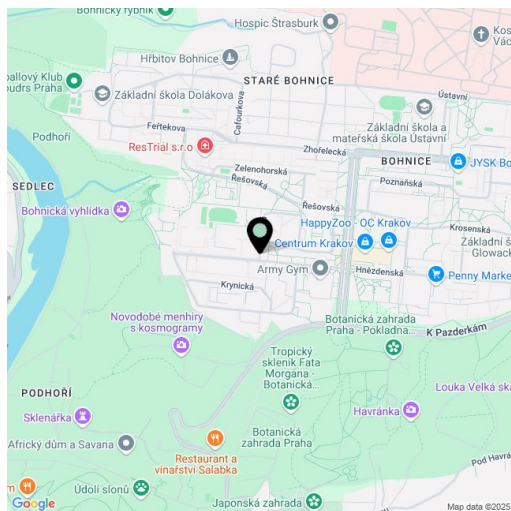 Bohnický rybník
Hospic Štrasburk
Hřbitov Bohnice
STARÉ BOHNICE
Základní škola Dolákova
Cafourkova
Ústavní
Podhoří
Feřtekova
Základní škola a
mateřská škola Ústavní
ResTrial s.r.o
Zhořelecká
BOHNICE
JYSK Bo
Zelenohorská
Řešovská
Poznaňská
SEDLEC
Bohnická vyhlídka
Řešovská
HappyZoo - OC Krakov
Krosenská
Centrum Krakov
Základní š
Glowack
Army Gym
Hnězdenská
Penny Marke
Krynická
Novodobé menhiry
s kosmogramy
Botanická zahrada
Praha - Pokladna...
K Pazderkám
Tropický
skleník Fata
Morgana -
Botanická...
PODHOŘÍ
Louka Velká ska
Sklenářka
Havránka
Botanická
zahrada Praha
Africký dům a Savana
Restaurant a
vinařství Salabka
Pod Havrá
Údolí slonů
Japonská zahrada
Google
Map data ©2025